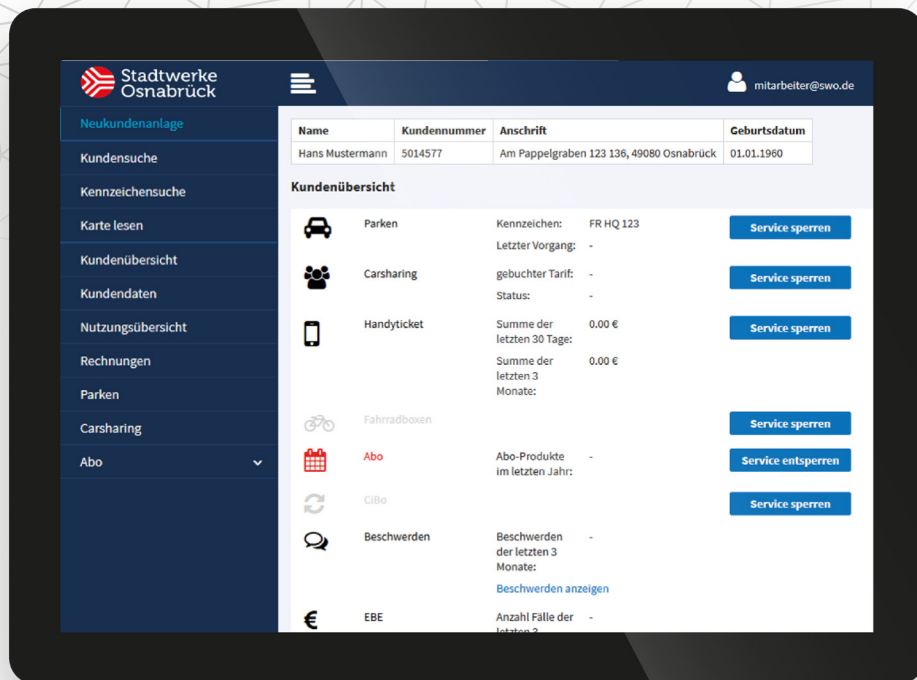 Stadtwerke
Osnabrück
mitarbeiter@swo.de
Neukundenanlage
Kundensuche
Kennzeichensuche
Karte lesen
Kundenübersicht
Kundendaten
Nutzungsübersicht
Rechnungen
Parken
Carsharing
Abo
Name Kundennummer Anschrift Geburtsdatum
Hans Mustermann 5014577 Am Pappelgraben 123 136, 49080 Osnabrück 01.01.1960
Kundenübersicht
Parken Kennzeichen: FR HQ 123 Service sperren
Letzter Vorgang: -
Carsharing gebuchter Tarif: - Service sperren
Status: -
Handyticket Summe der 0.00 € Service sperren
letzten 30 Tage:
Summe der 0.00 €
letzten 3
Monate:
Fahrradboxen Service sperren
Abo Abo-Produkte - Service entsperren
im letzten Jahr:
CiBo Service sperren
Beschwerden Beschwerden -
der letzten 3
Monate:
Beschwerden anzeigen
€ EBE Anzahl Fälle der -
letzten 3